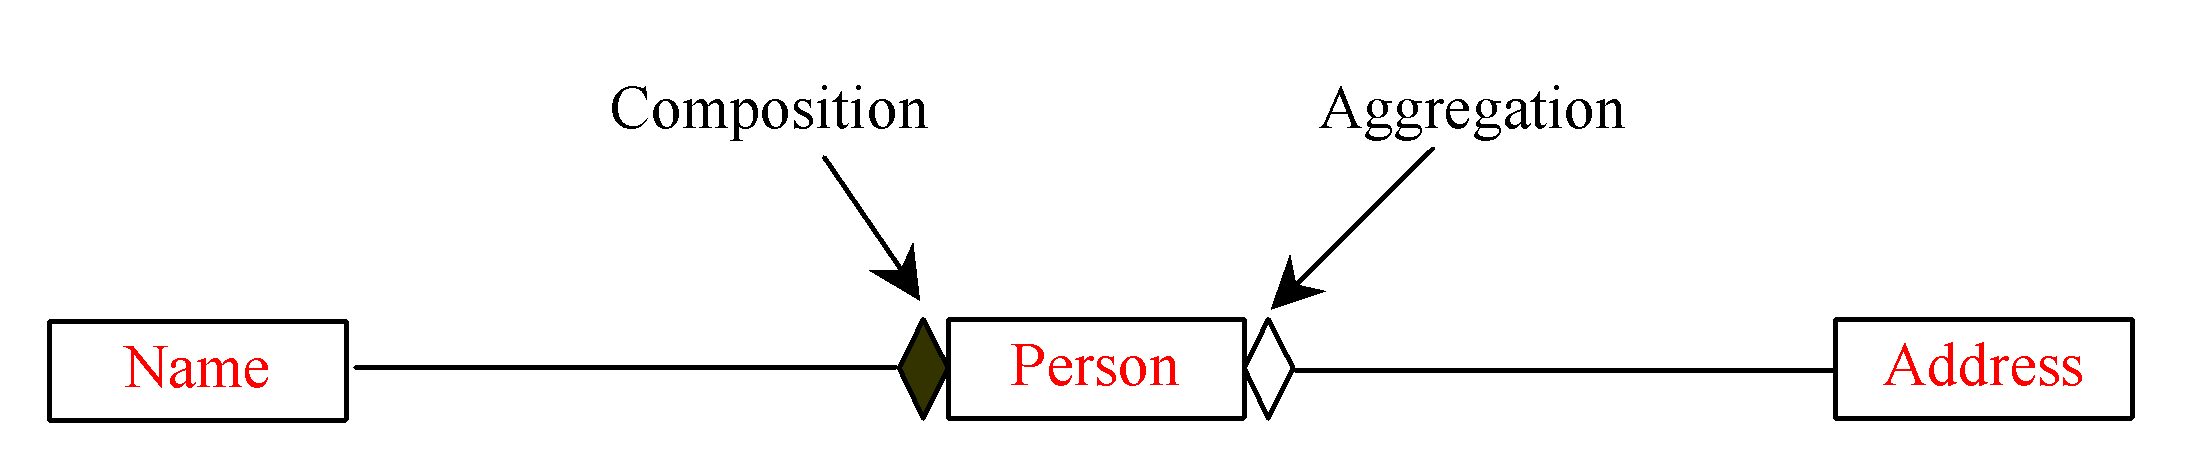 Composition
Aggregation
Name
Person
Address